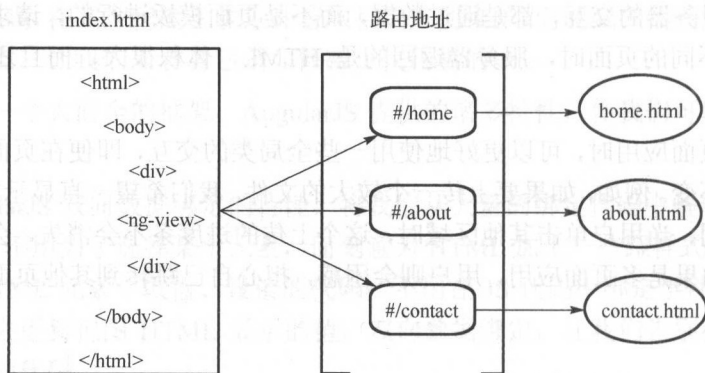 index.html
路由地址
<html>
<body>
<div>
<ng-view>
</div>
</body>
</html>
#/home
home.html
#/about
about.html
#/contact
contact.html